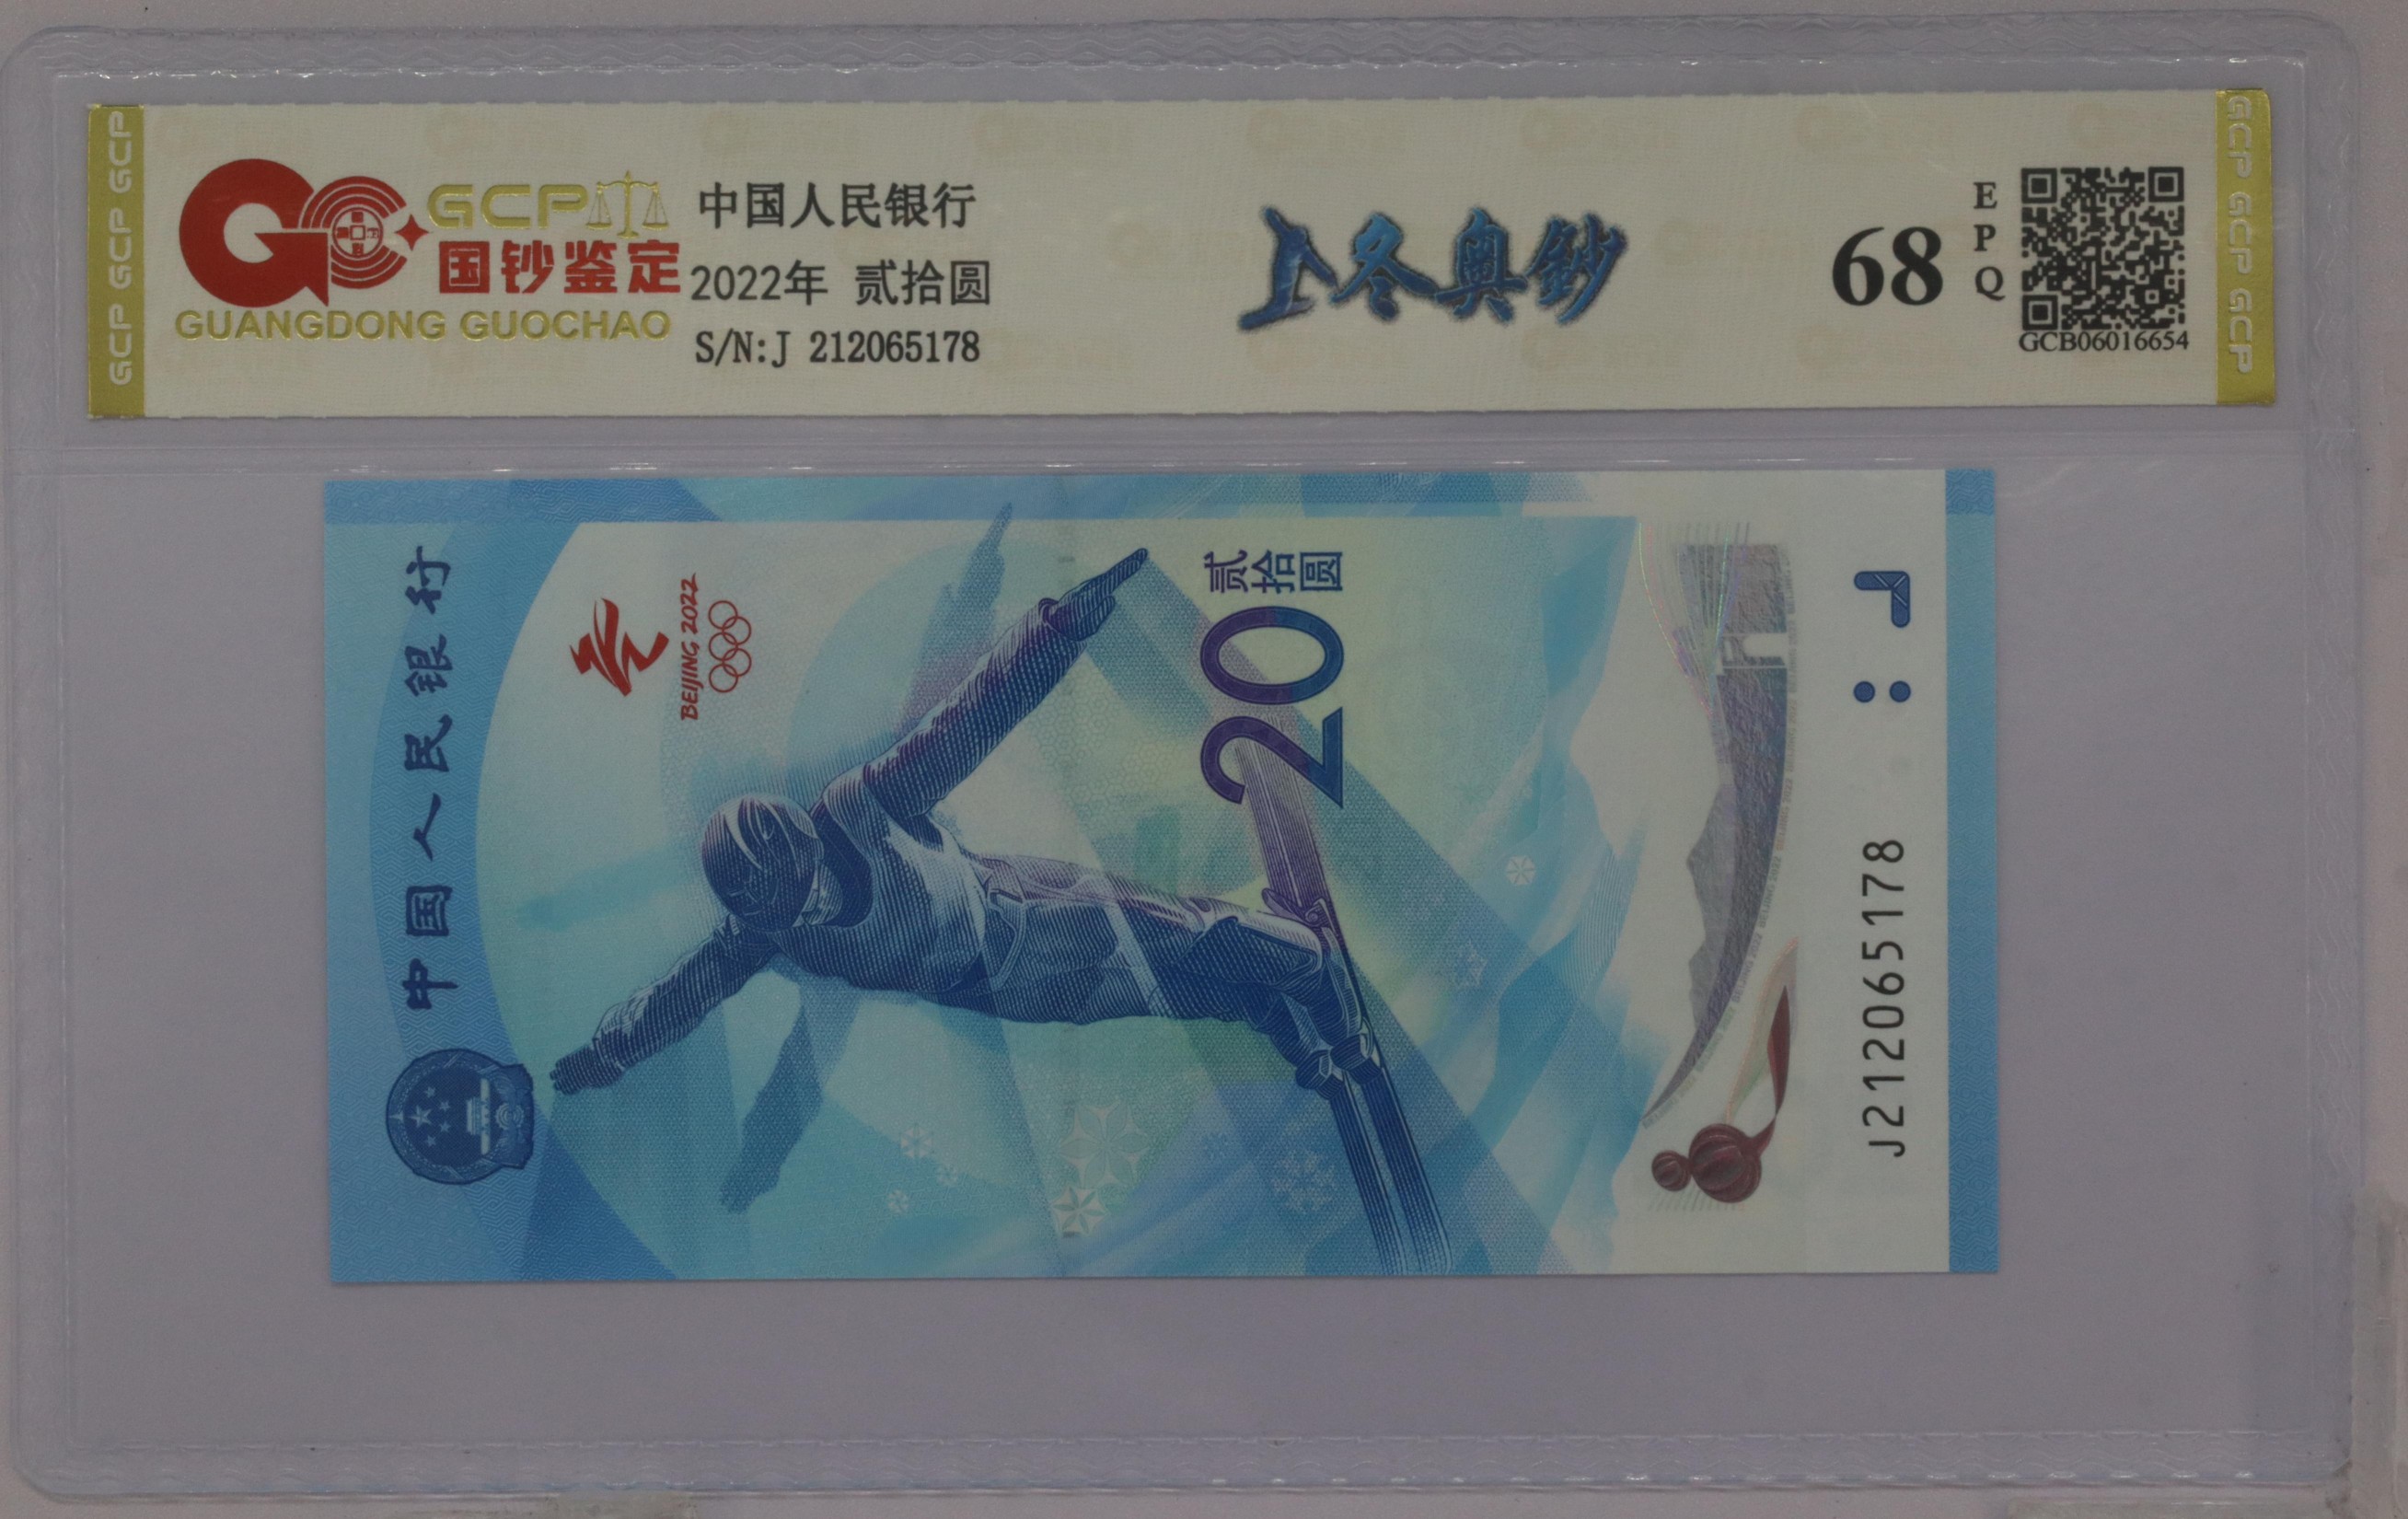 GCP GCP GCP
GCP
国钞鉴定
GUANGDONG GUOCHAO
中国人民银行
2022年 贰拾圆
S/N:J 212065178
冬奥鈔
68
EPQ
GCB06016654
GCP GCP GCP
中国人民银行
BEIJING 2022
贰拾圆
20
J212065178